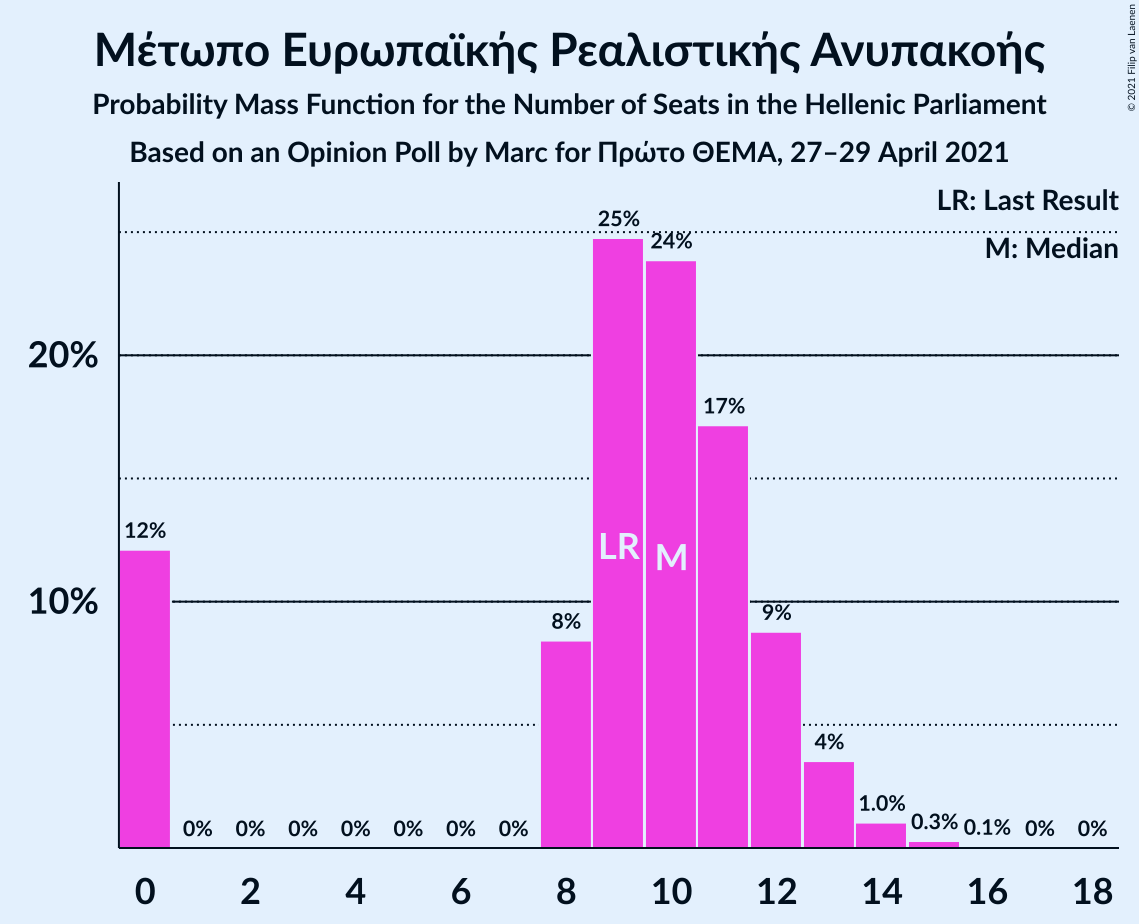 Μέτωπο Ευρωπαϊκής Ρεαλιστικής Ανυπακοής
Probability Mass Function for the Number of Seats in the Hellenic Parliament
Based on an Opinion Poll by Marc for Πρώτο ΘΕΜΑ, 27–29 April 2021
© 2021 Filip van Laenen
LR: Last Result
M: Median
25%
24%
20%
17%
12%
LR
M
10%
9%
8%
4%
1.0%
0.3%
0.1%
0% 0% 0% 0% 0% 0% 0% 0% 0%
0 2 4 6 8 10 12 14 16 18